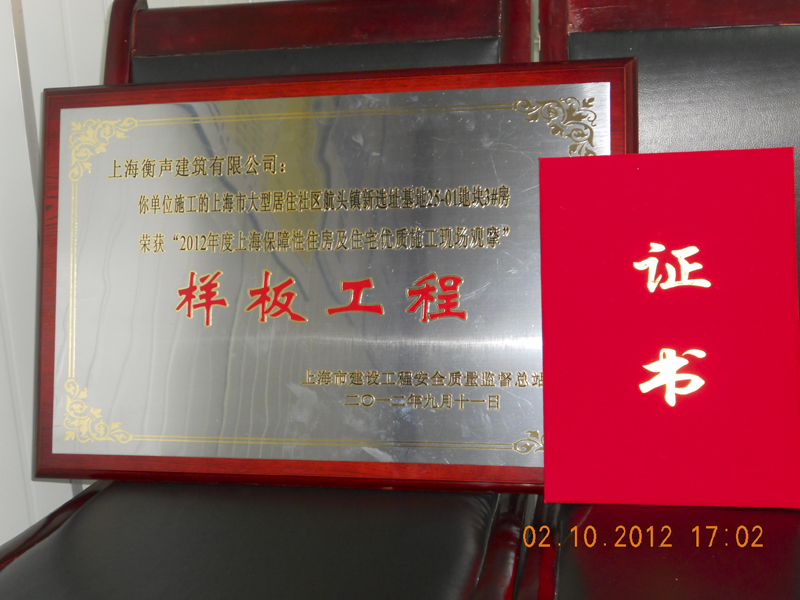 上海衡声建筑有限公司：
你单位施工的上海市大型居住社区航头镇新选址基地25-01地块3#房
荣获“2012年度上海保障性住房及住宅优质施工现场观摩”
样板工程
上海市建设工程安全质量监督总站
二〇一二年九月十一日
证
书
02.10.2012 17:02